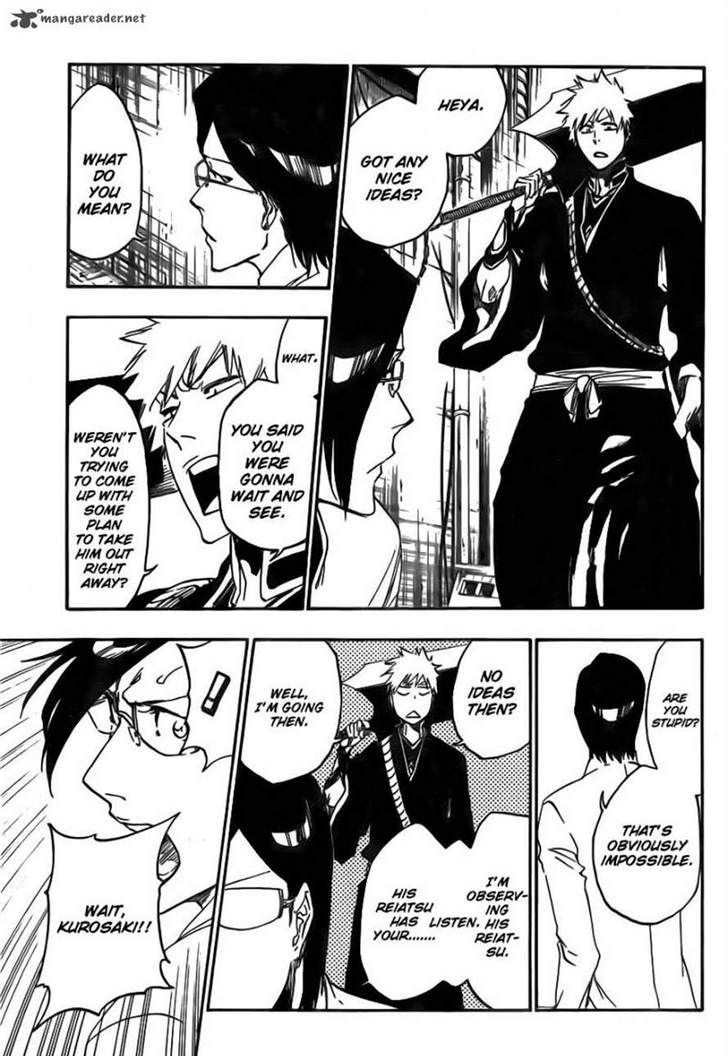 mangareader.net
HEYA.
GOT ANY
NICE
IDEAS?
WHAT
DO
YOU
MEAN?
WHAT.
YOU SAID
YOU
WERE
GONNA
WAIT AND
SEE.
WEREN'T
YOU
TRYING
TO COME
UP WITH
SOME
PLAN
TO TAKE
HIM OUT
RIGHT
AWAY?
ARE
YOU
STUPID?
THAT'S
OBVIOUSLY
IMPOSSIBLE.
NO
IDEAS
THEN?
I'M
OBSERV-
ING
HIS
REIAT-
SU.
LISTEN.
HIS
REIATSU
HAS
YOUR.......
WELL,
I'M GOING
THEN.
!
WAIT,
KUROSAKI!!